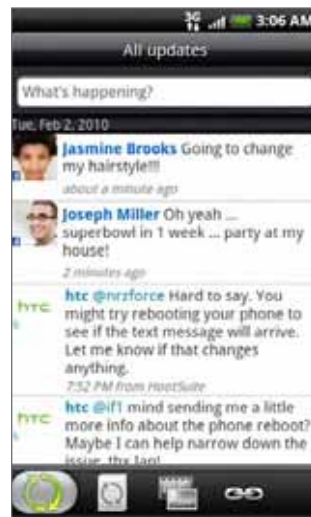 3G 3:06 AM
All updates
What's happening?
Tue, Feb 2, 2010
Jasmine Brooks Going to change
my hairstyle!!!
about a minute ago
Joseph Miller Oh yeah ...
superbowl in 1 week ... party at my
house!
2 minutes ago
htc
htc @nrzforce Hard to say. You
might try rebooting your phone to
see if the text message will arrive.
Let me know if that changes
anything.
7:52 PM from HootSuite
htc
htc @if1 mind sending me a little
more info about the phone reboot?
Maybe I can help narrow down the
issue. thx Ian!